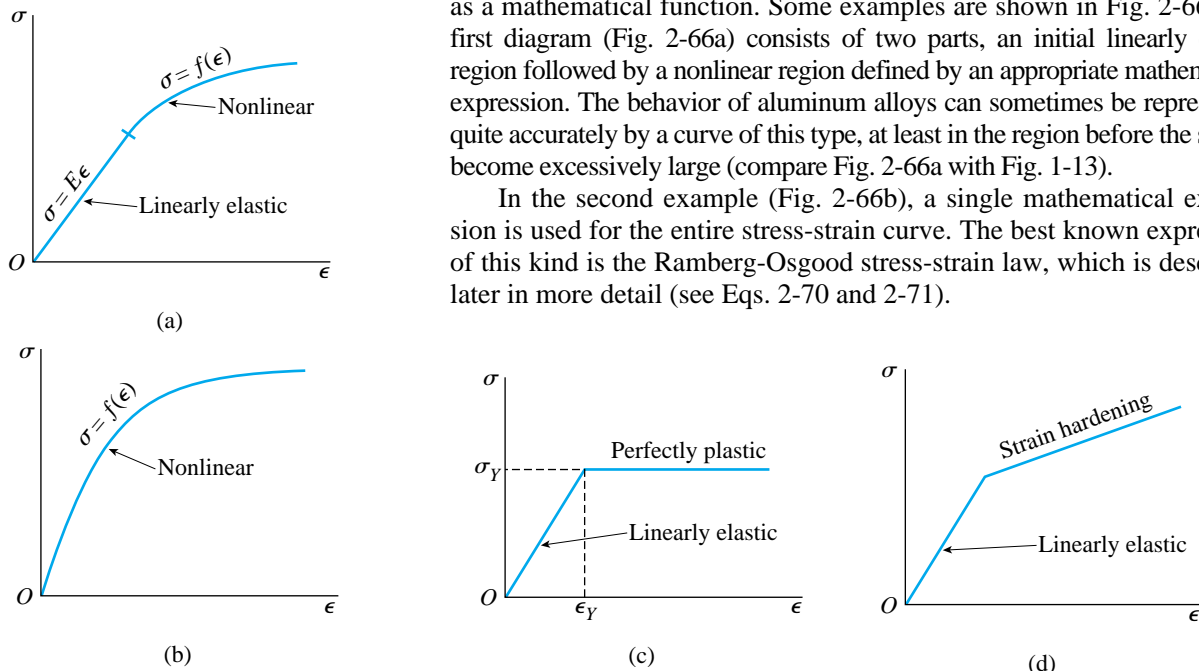 σ
σ = f(ϵ)
Nonlinear
σ = Eϵ
Linearly elastic
O
ϵ
(a)
as a mathematical function. Some examples are shown in Fig. 2-66
first diagram (Fig. 2-66a) consists of two parts, an initial linearly
region followed by a nonlinear region defined by an appropriate mathem
expression. The behavior of aluminum alloys can sometimes be repre
quite accurately by a curve of this type, at least in the region before the s
become excessively large (compare Fig. 2-66a with Fig. 1-13).
In the second example (Fig. 2-66b), a single mathematical ex
sion is used for the entire stress-strain curve. The best known expre
of this kind is the Ramberg-Osgood stress-strain law, which is desc
later in more detail (see Eqs. 2-70 and 2-71).
σ
σ = f(ϵ)
Nonlinear
O
ϵ
(b)
σ
Perfectly plastic
σY
Linearly elastic
O
ϵY
ϵ
(c)
σ
Strain hardening
Linearly elastic
O
ϵ
(d)